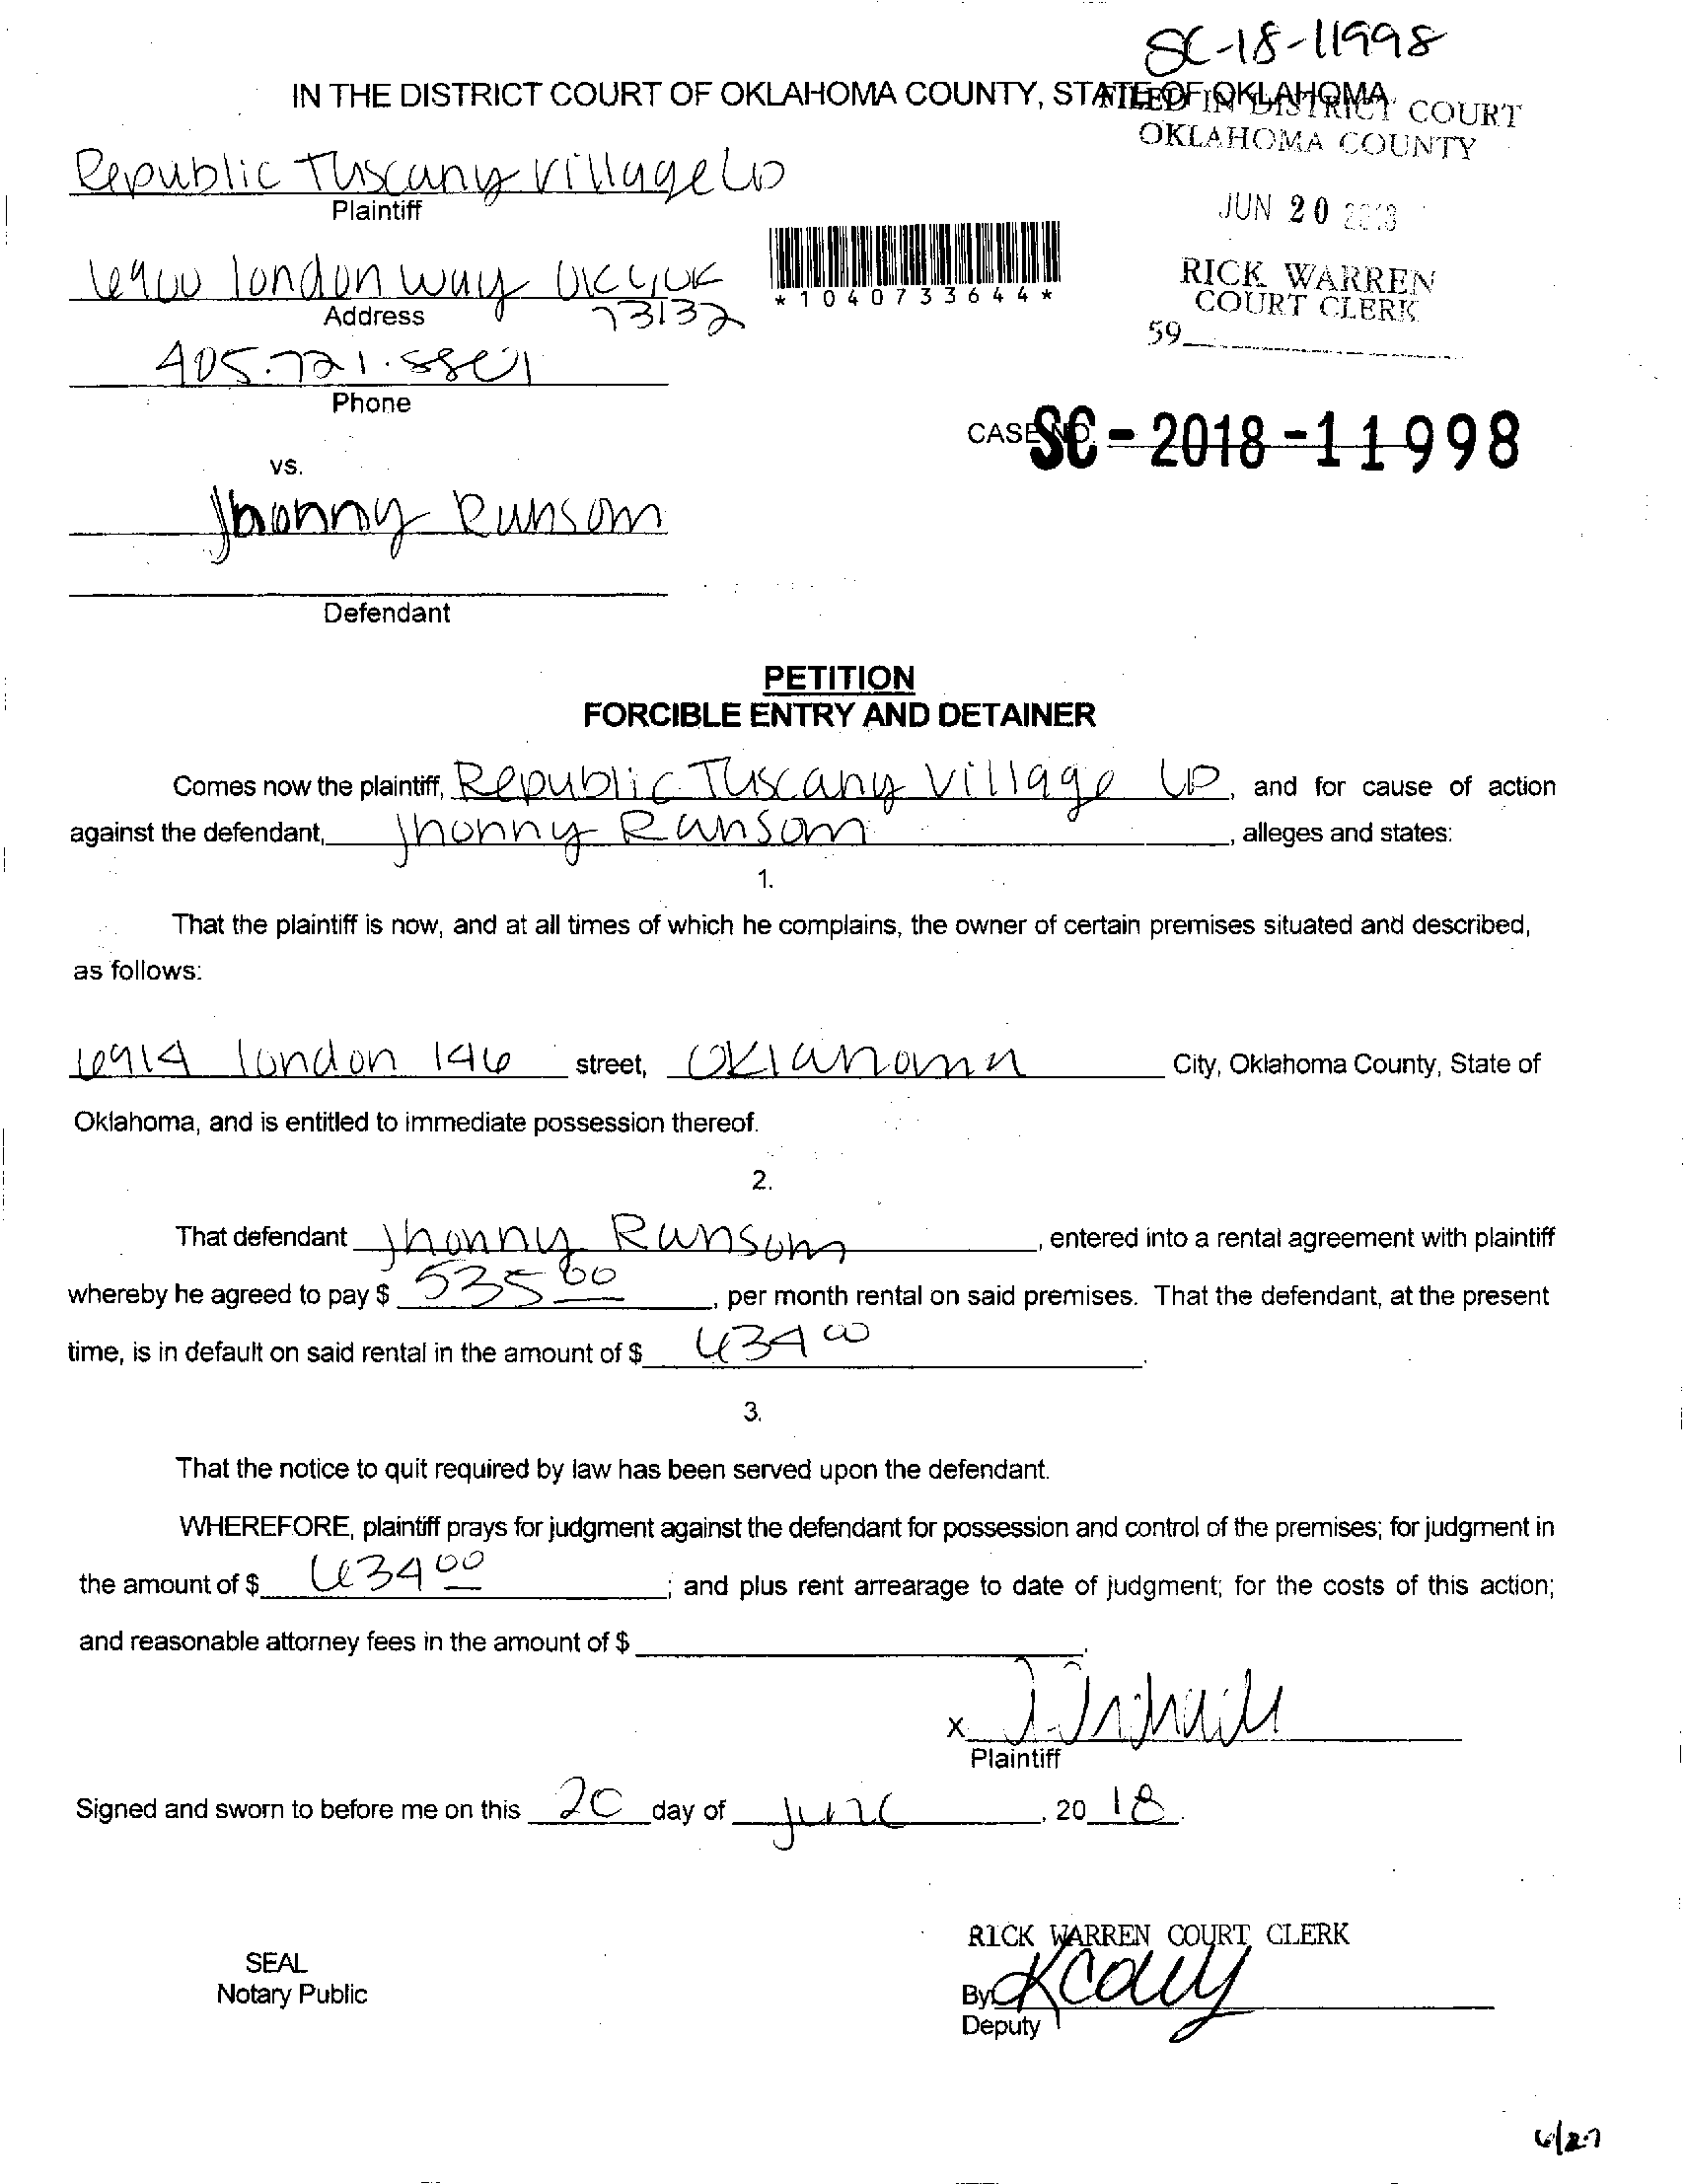 SC-18-11998
IN THE DISTRICT COURT OF OKLAHOMA COUNTY, STATE OF OKLAHOMA
FILED IN DISTRICT COURT
OKLAHOMA COUNTY
Republic Tuscany Village LP
Plaintiff
JUN 20 2018
6900 london way OKC, OK
73132
Address
*1040733644*
RICK WARREN
COURT CLERK
59
405.721.
Phone
CASE NO. SC-2018-11998
vs.
Jhonny Ransom
Defendant
PETITION
FORCIBLE ENTRY AND DETAINER
Comes now the plaintiff, Republic Tuscany Village LP, and for cause of action
against the defendant, Jhonny Ransom, alleges and states:
1.
That the plaintiff is now, and at all times of which he complains, the owner of certain premises situated and described,
as follows:
6914 london 146 street, Oklahoma City, Oklahoma County, State of
Oklahoma, and is entitled to immediate possession thereof.
2.
That defendant Jhonny Ransom, entered into a rental agreement with plaintiff
whereby he agreed to pay $ 535 00, per month rental on said premises. That the defendant, at the present
time, is in default on said rental in the amount of $ 634 00.
3.
That the notice to quit required by law has been served upon the defendant.
WHEREFORE, plaintiff prays for judgment against the defendant for possession and control of the premises; for judgment in
the amount of $ 634 00; and plus rent arrearage to date of judgment; for the costs of this action;
and reasonable attorney fees in the amount of $ .
X
Plaintiff
Signed and sworn to before me on this 20 day of June, 20 18.
RICK WARREN COURT CLERK
SEAL
Notary Public
By
Deputy
6/27